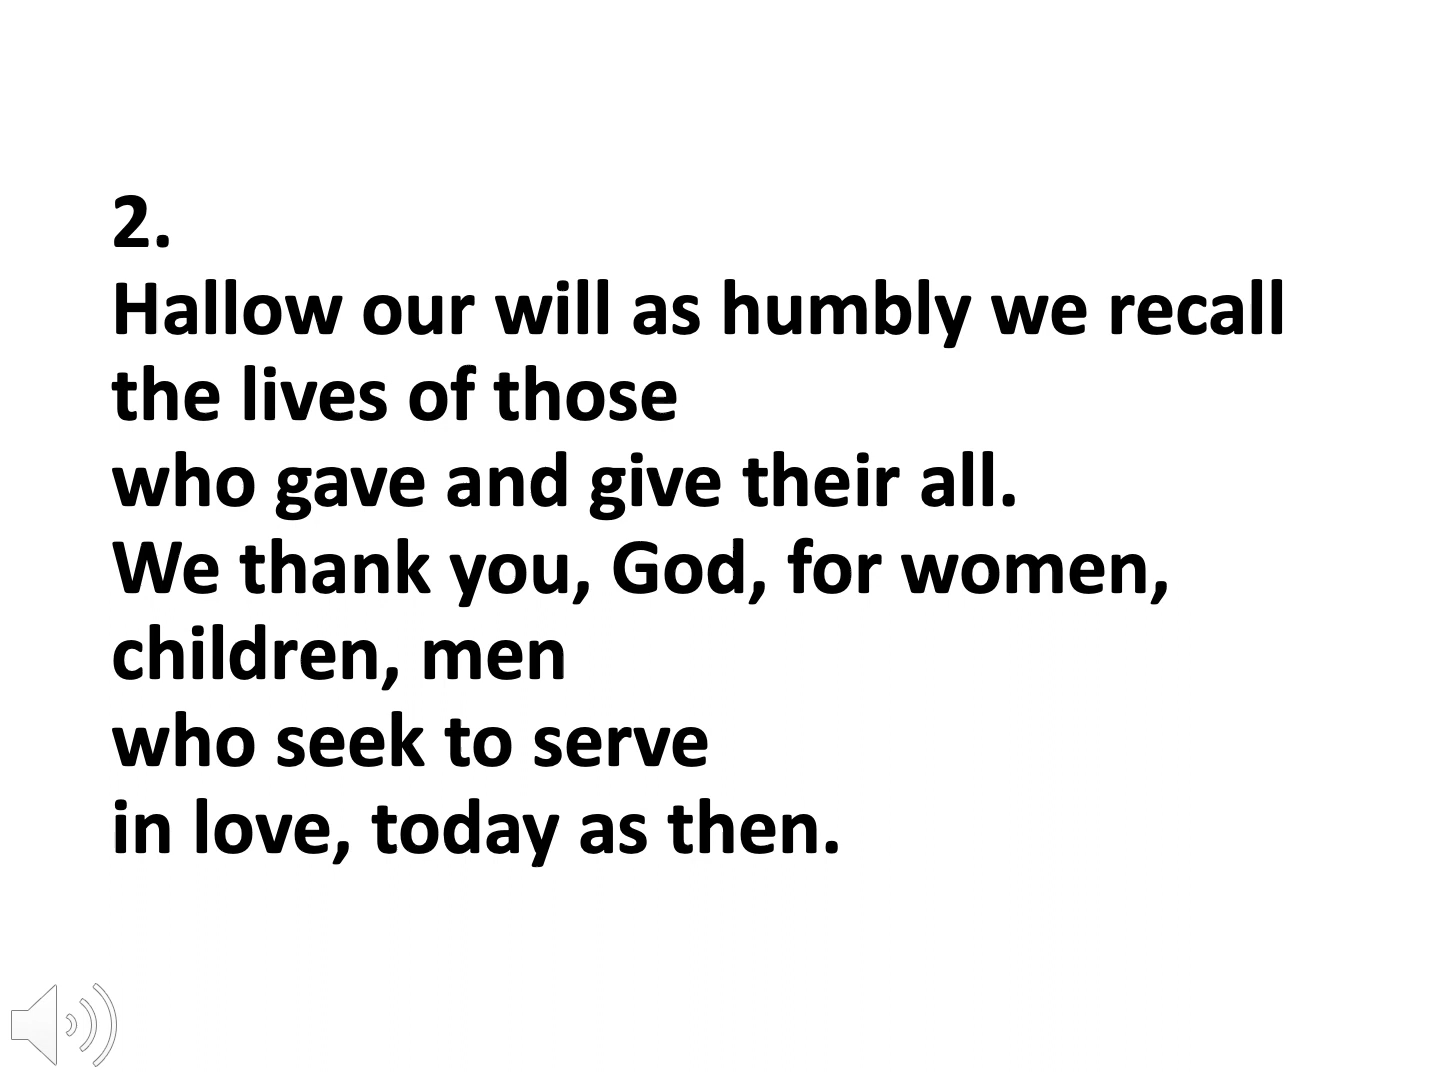 2.
Hallow our will as humbly we recall
the lives of those
who gave and give their all.
We thank you, God, for women,
children, men
who seek to serve
in love, today as then.